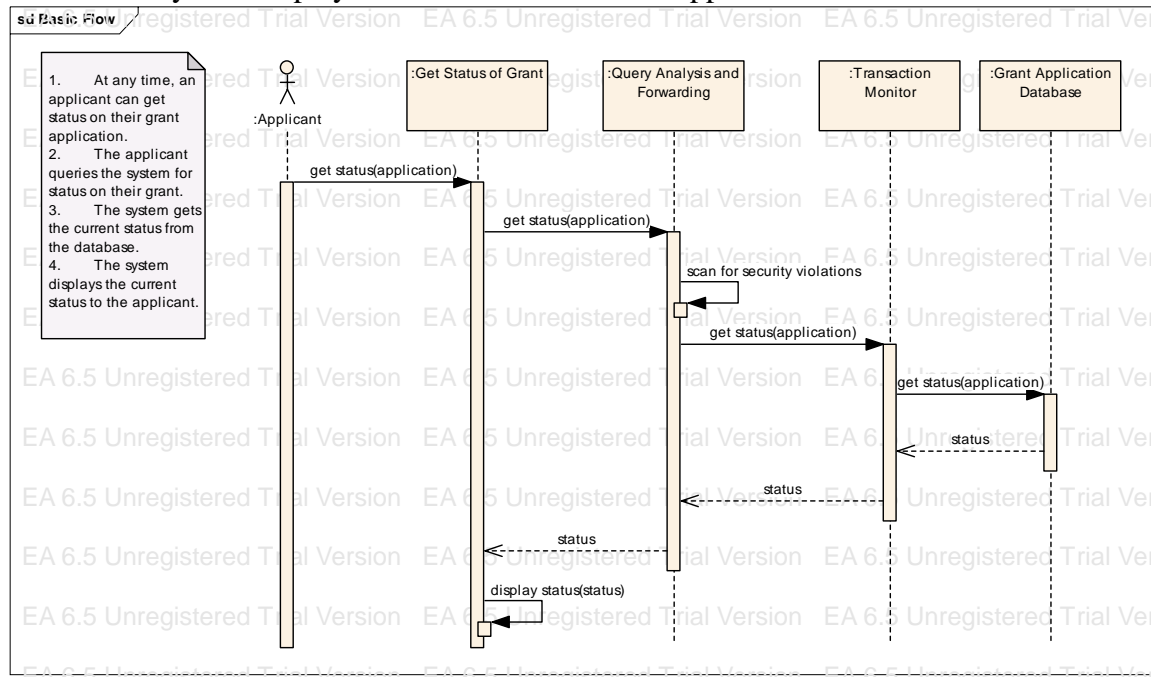 sd Basic Flow
1. At any time, an
applicant can get
status on their grant
application.
2. The applicant
queries the system for
status on their grant.
3. The system gets
the current status from
the database.
4. The system
displays the current
status to the applicant.
:Applicant
:Get Status of Grant
:Query Analysis and
Forwarding
:Transaction
Monitor
:Grant Application
Database
get status(application)
get status(application)
scan for security violations
get status(application)
get status(application)
status
status
status
display status(status)
EA 6.5 Unregistered Trial Version